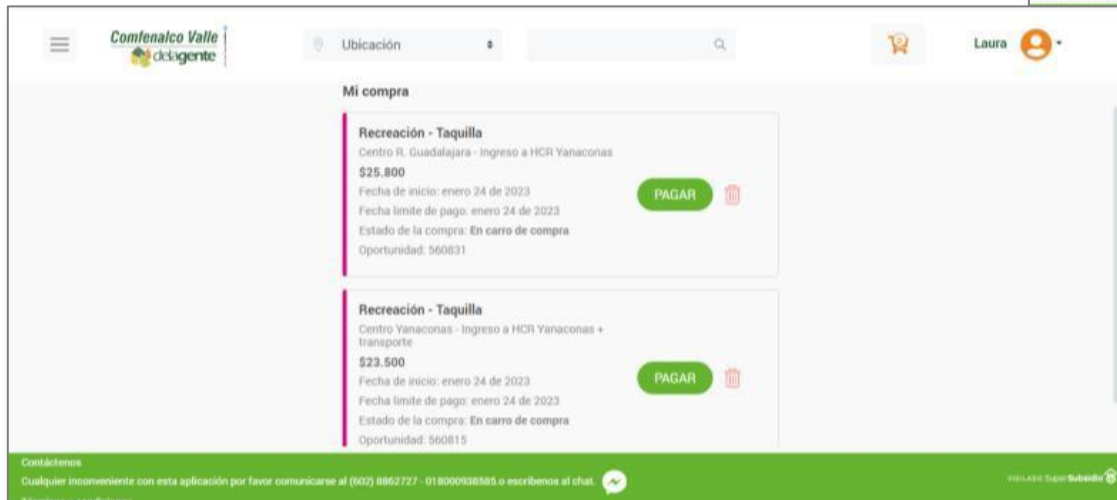 Comfenalco Valle
delagente
Ubicación
Laura
Mi compra
Recreación - Taquilla
Centro R. Guadalajara - Ingreso a HCR Yanaconas
$25.800
Fecha de inicio: enero 24 de 2023
Fecha limite de pago: enero 24 de 2023
Estado de la compra: En carro de compra
Oportunidad: 560831
PAGAR
Recreación - Taquilla
Centro Yanaconas - Ingreso a HCR Yanaconas +
transporte
$23.500
Fecha de inicio: enero 24 de 2023
Fecha limite de pago: enero 24 de 2023
Estado de la compra: En carro de compra
Oportunidad: 560815
PAGAR
Contáctenos
Cualquier inconveniente con esta aplicación por favor comunicarse al (602) 8862727 - 018000938585 o escríbenos al chat.
VIGILADO SuperSubsidio